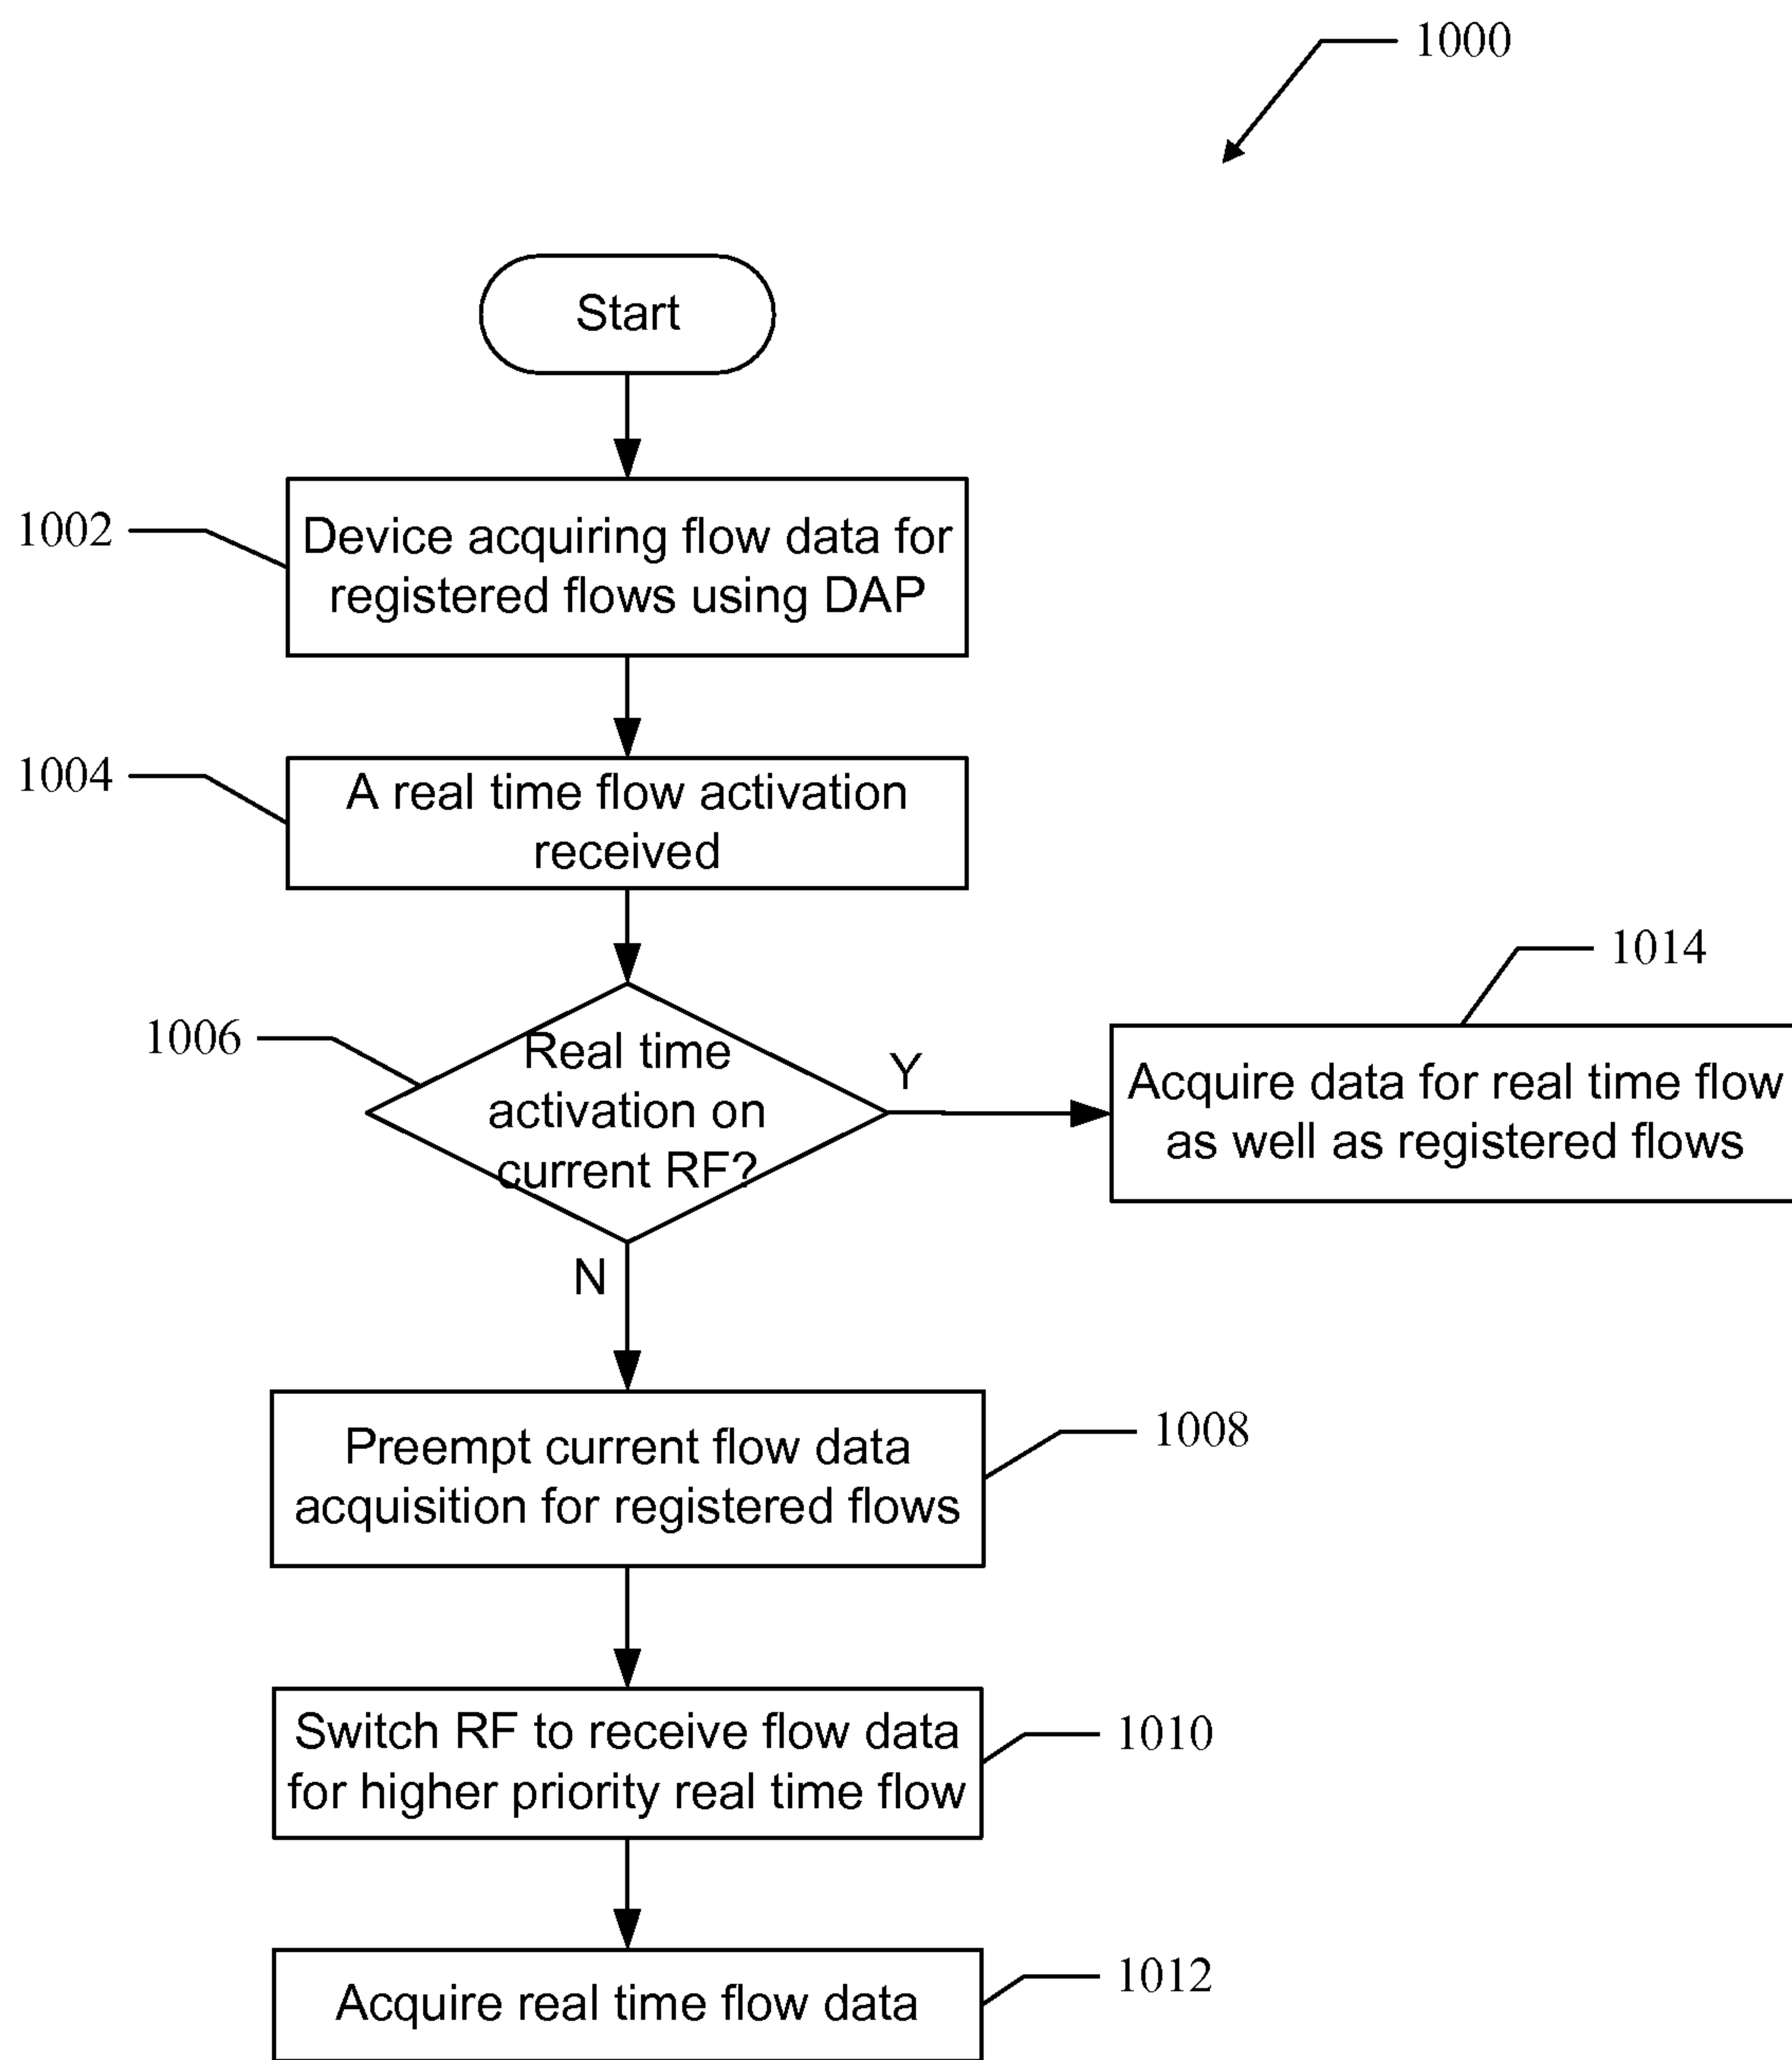 1000
Start
1002
Device acquiring flow data for
registered flows using DAP
1004
A real time flow activation
received
1006
Real time
activation on
current RF?
Y
1014
Acquire data for real time flow
as well as registered flows
N
Preempt current flow data
acquisition for registered flows
1008
Switch RF to receive flow data
for higher priority real time flow
1010
Acquire real time flow data
1012